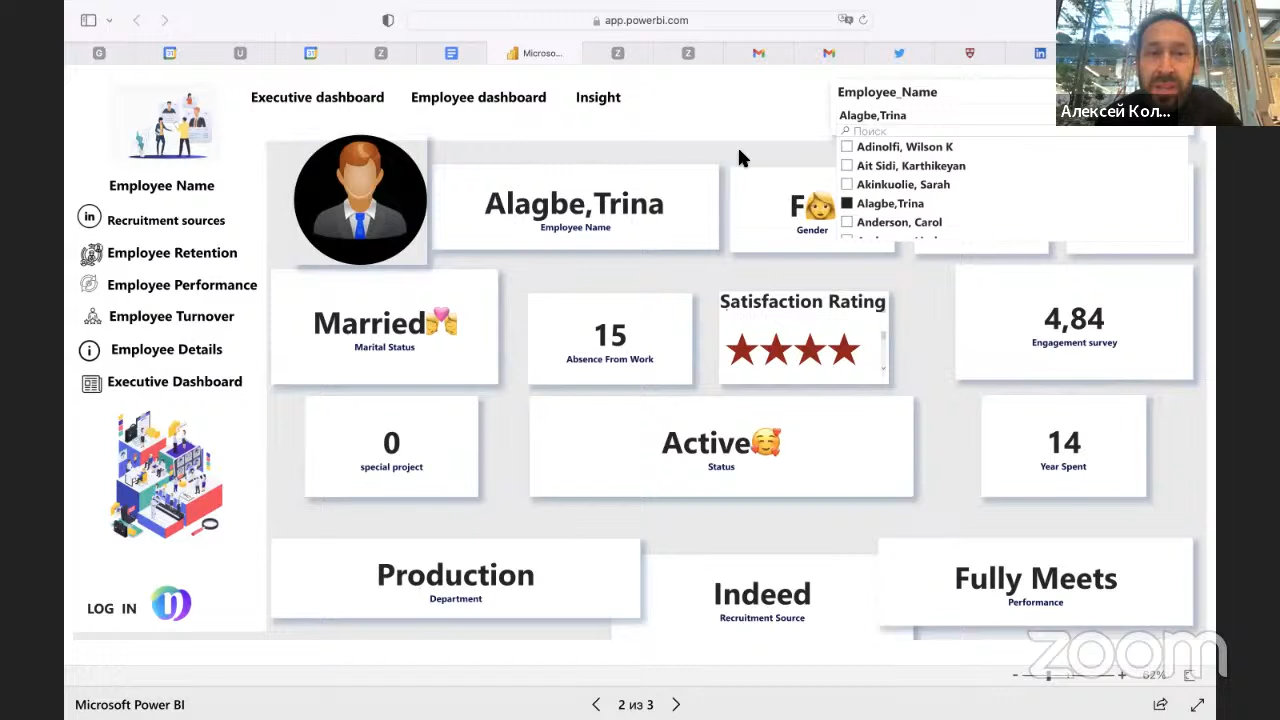 app.powerbi.com
Microso...
Алексей Кол...
Executive dashboard
Employee dashboard
Insight
Employee_Name
Alagbe,Trina
Поиск
Adinolfi, Wilson K
Ait Sidi, Karthikeyan
Akinkuolie, Sarah
Alagbe,Trina
Anderson, Carol
Employee Name
Recruitment sources
Employee Retention
Employee Performance
Employee Turnover
Employee Details
Executive Dashboard
LOG IN
Alagbe,Trina
Employee Name
F
Gender
Married
Marital Status
15
Absence From Work
Satisfaction Rating
4,84
Engagement survey
0
special project
Active
Status
14
Year Spent
Production
Department
Indeed
Recruitment Source
Fully Meets
Performance
zoom
62%
Microsoft Power BI
2 из 3